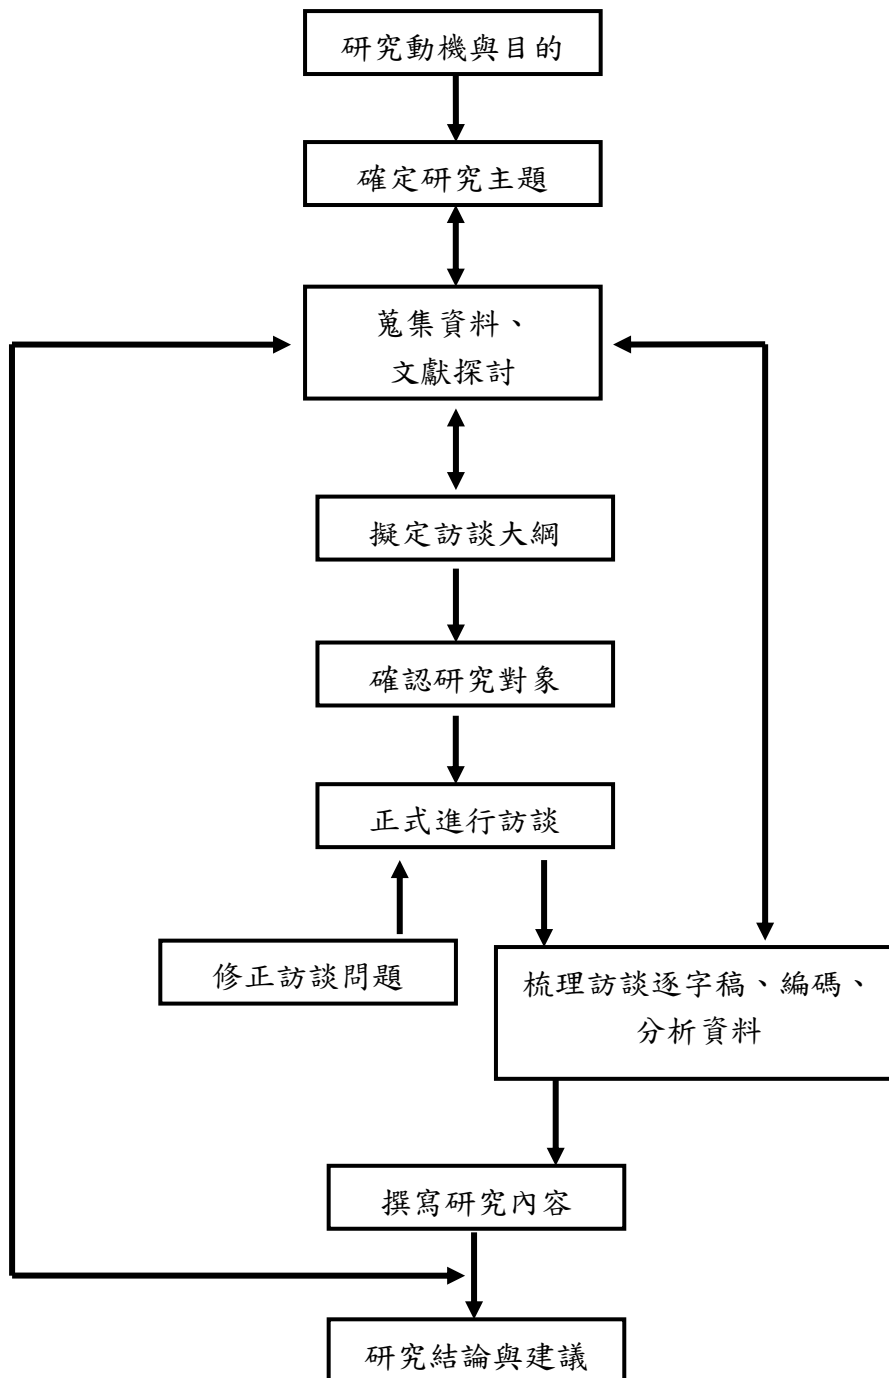 研究動機與目的
確定研究主題
蒐集資料、
文獻探討
擬定訪談大綱
確認研究對象
正式進行訪談
修正訪談問題
梳理訪談逐字稿、編碼、
分析資料
撰寫研究內容
研究結論與建議